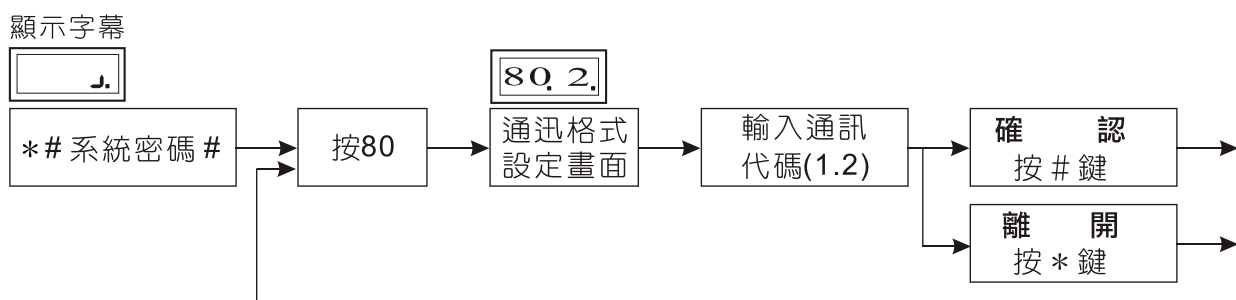 顯示字幕
┘.
80. 2.
*#系統密碼#
按80
通迅格式
設定畫面
輸入通訊
代碼(1.2)
確 認
按#鍵
離 開
按*鍵